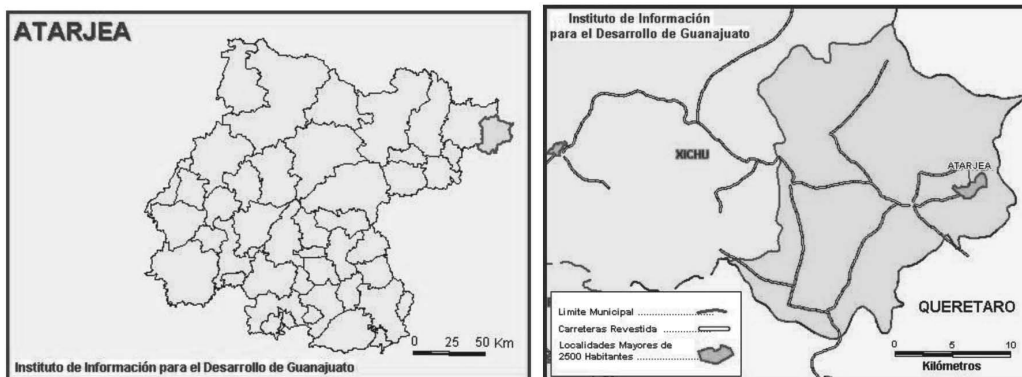 ATARJEA
0 25 50 Km
Instituto de Información para el Desarrollo de Guanajuato
Instituto de Información
para el Desarrollo de Guanajuato
XICHU
ATARJEA
QUERETARO
Limite Municipal
Carreteras Revestida
Localidades Mayores de
2500 Habitantes
0 5 10
Kilómetros